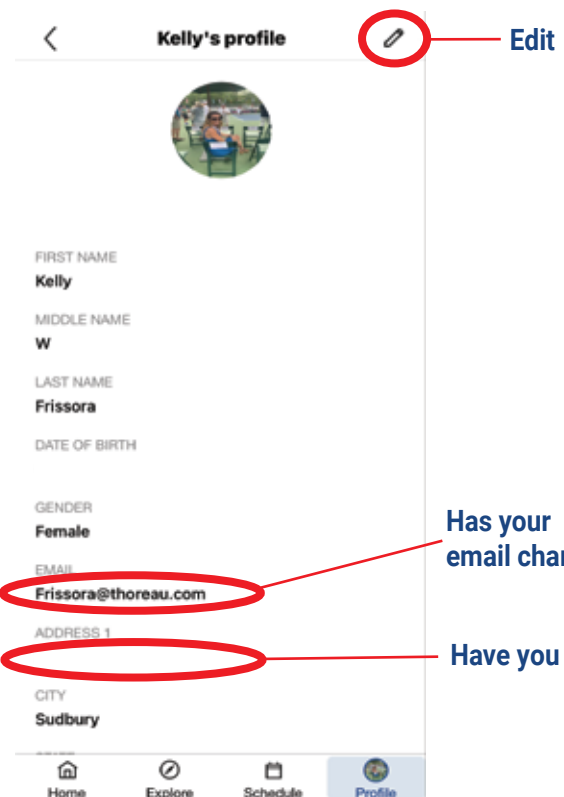 Kelly's profile
Edit
FIRST NAME
Kelly
MIDDLE NAME
W
LAST NAME
Frissora
DATE OF BIRTH
GENDER
Female
Has your
email char
EMAIL
Frissora@thoreau.com
ADDRESS 1
Have you
CITY
Sudbury
Home Explore Schedule Profile